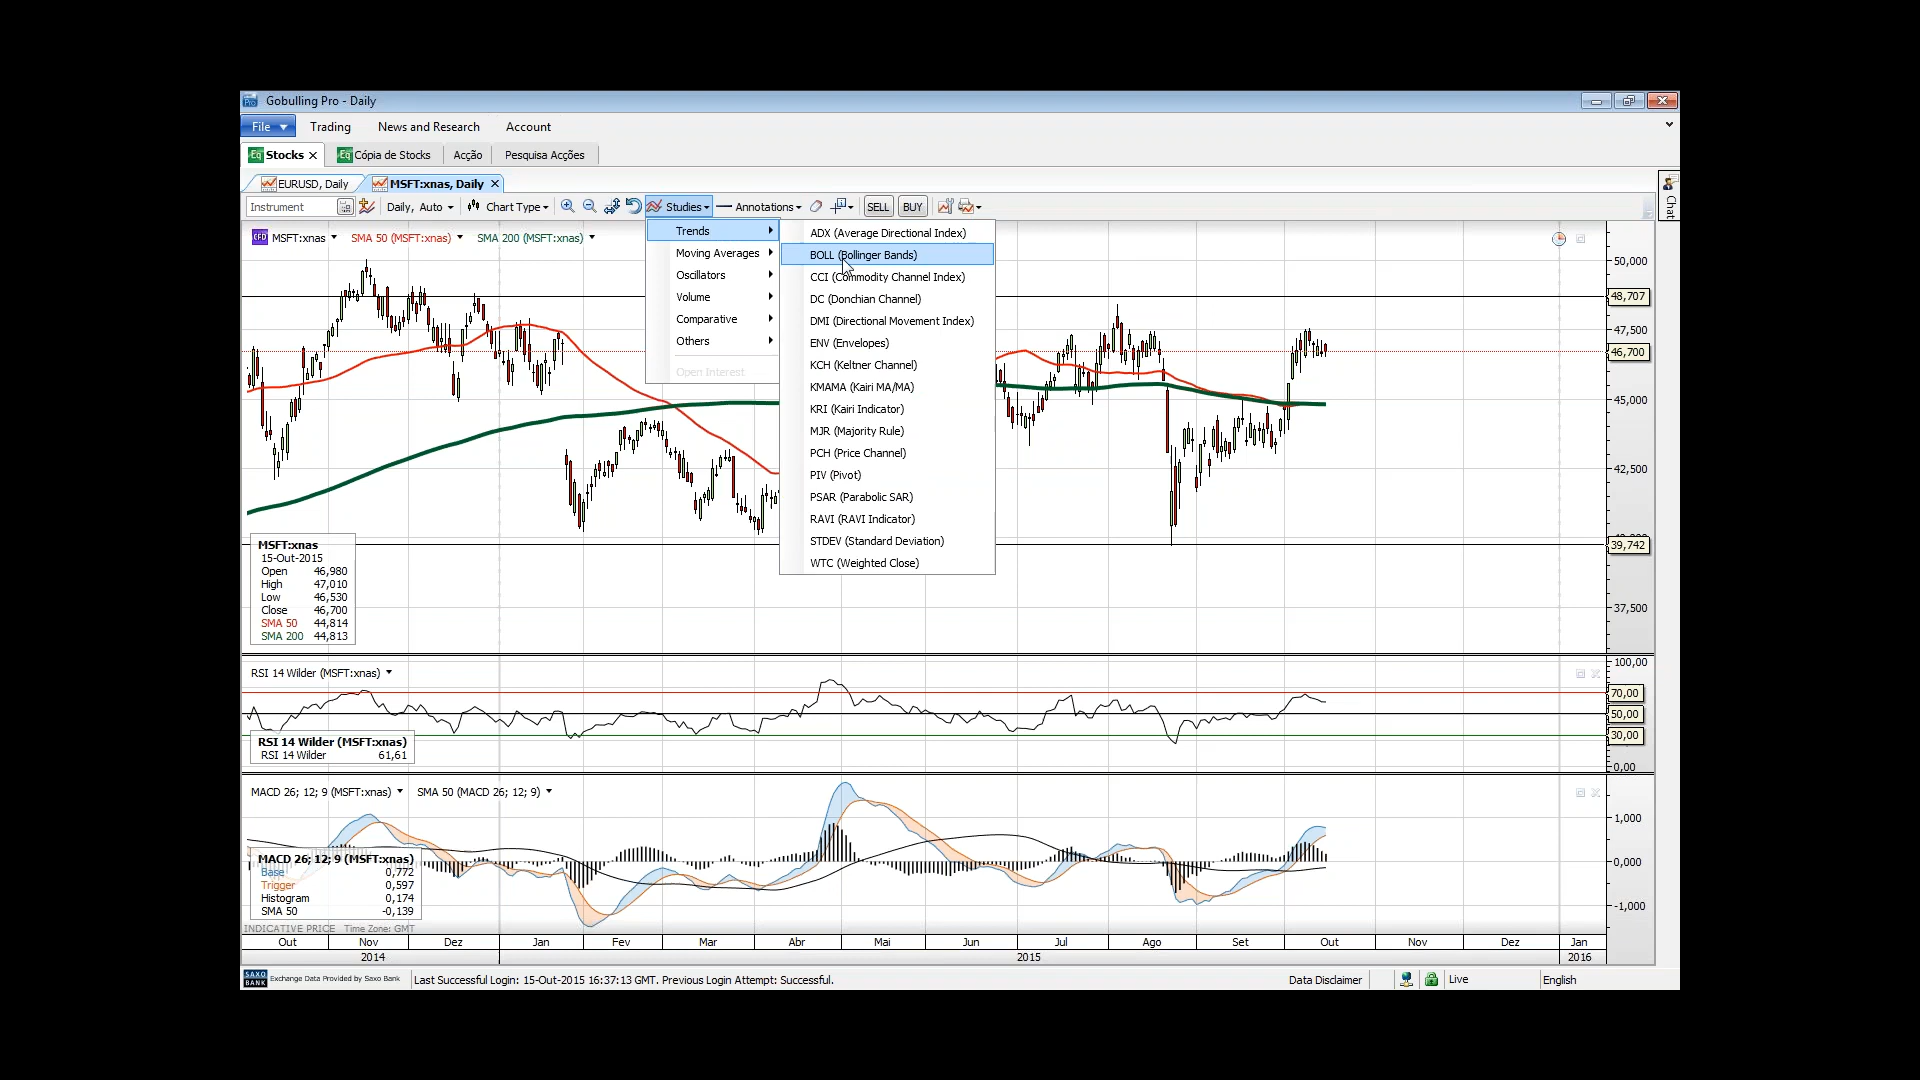 Gobulling Pro - Daily
File Trading News and Research Account
Stocks Cópia de Stocks Acção Pesquisa Acções
EURUSD, Daily MSFT:xnas, Daily
Instrument Daily, Auto Chart Type Studies Annotations SELL BUY
Chat
CFD MSFT:xnas SMA 50 (MSFT:xnas) SMA 200 (MSFT:xnas)
Trends
Moving Averages
Oscillators
Volume
Comparative
Others
Open Interest
ADX (Average Directional Index)
BOLL (Bollinger Bands)
CCI (Commodity Channel Index)
DC (Donchian Channel)
DMI (Directional Movement Index)
ENV (Envelopes)
KCH (Keltner Channel)
KMAMA (Kairi MA/MA)
KRI (Kairi Indicator)
MJR (Majority Rule)
PCH (Price Channel)
PIV (Pivot)
PSAR (Parabolic SAR)
RAVI (RAVI Indicator)
STDEV (Standard Deviation)
WTC (Weighted Close)
50,000
48,707
47,500
46,700
45,000
42,500
39,742
37,500
MSFT:xnas
15-Out-2015
Open 46,980
High 47,010
Low 46,530
Close 46,700
SMA 50 44,814
SMA 200 44,813
RSI 14 Wilder (MSFT:xnas)
100,00
70,00
50,00
30,00
0,00
RSI 14 Wilder (MSFT:xnas)
RSI 14 Wilder 61,61
MACD 26; 12; 9 (MSFT:xnas) SMA 50 (MACD 26; 12; 9)
1,000
0,000
-1,000
MACD 26; 12; 9 (MSFT:xnas)
Base 0,772
Trigger 0,597
Histogram 0,174
SMA 50 -0,139
INDICATIVE PRICE Time Zone: GMT
Out Nov Dez Jan Fev Mar Abr Mai Jun Jul Ago Set Out Nov Dez Jan
2014 2015 2016
SAXO BANK Exchange Data Provided by Saxo Bank Last Successful Login: 15-Out-2015 16:37:13 GMT. Previous Login Attempt: Successful. Data Disclaimer Live English